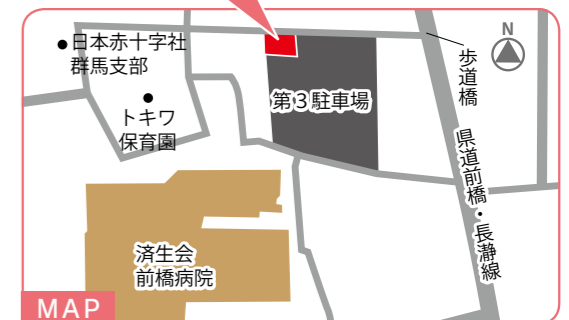 日本赤十字社
群馬支部
トキワ
保育園
第3駐車場
歩道橋
N
県道前橋・長瀞線
済生会
前橋病院
MAP